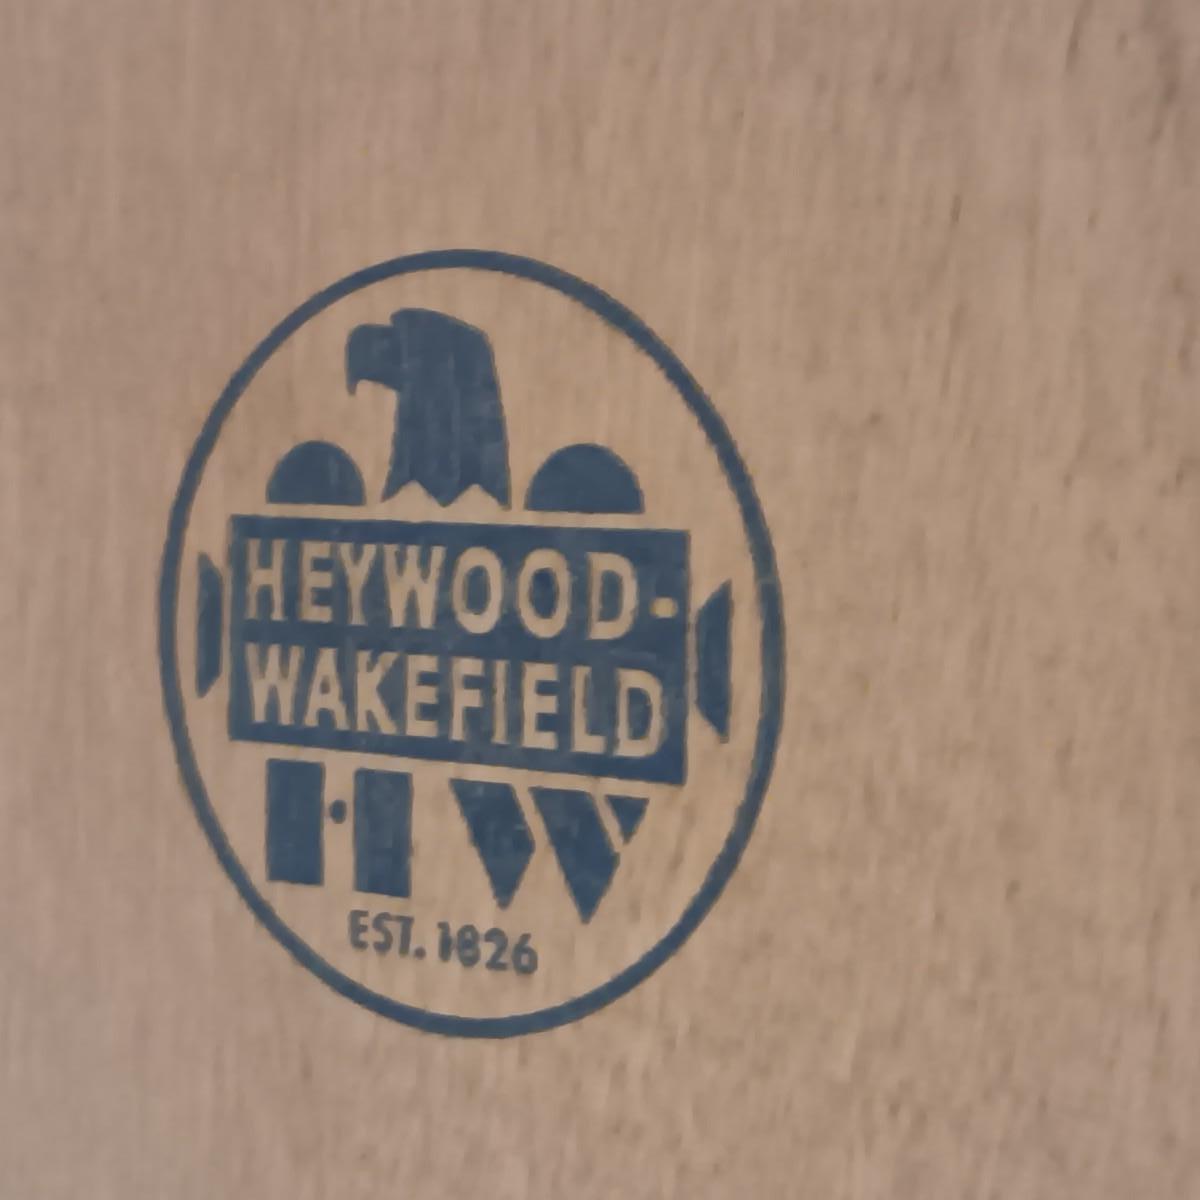 HEYWOOD-
WAKEFIELD
HW
EST. 1826